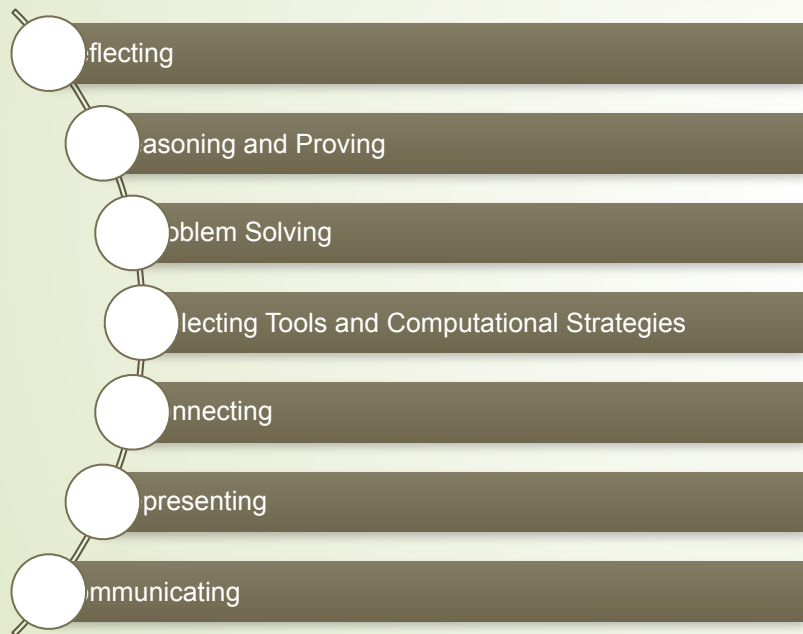 eflecting
asoning and Proving
oblem Solving
lecting Tools and Computational Strategies
nnecting
presenting
mmunicating